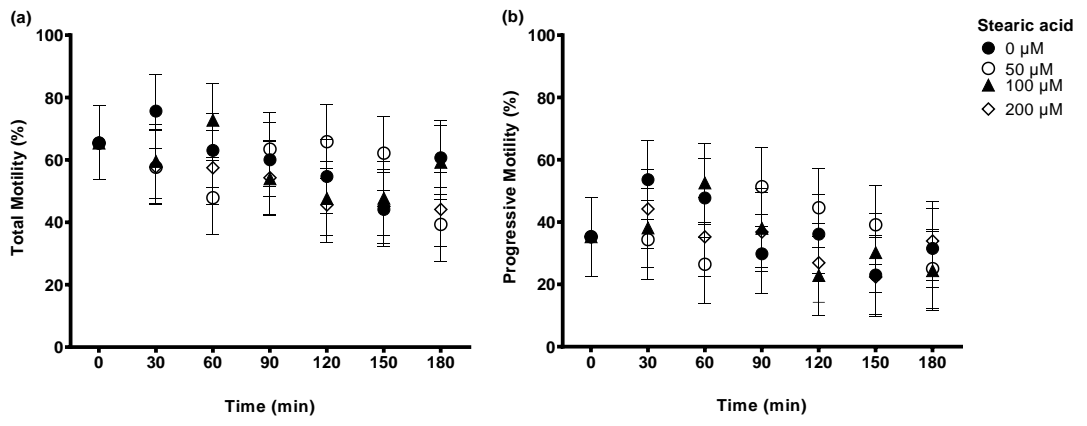 (a)
Total Motility (%)
100
80
60
40
20
0
0 30 60 90 120 150 180
Time (min)
(b)
Progressive Motility (%)
100
80
60
40
20
0
0 30 60 90 120 150 180
Time (min)
Stearic acid
0 µM
50 µM
100 µM
200 µM